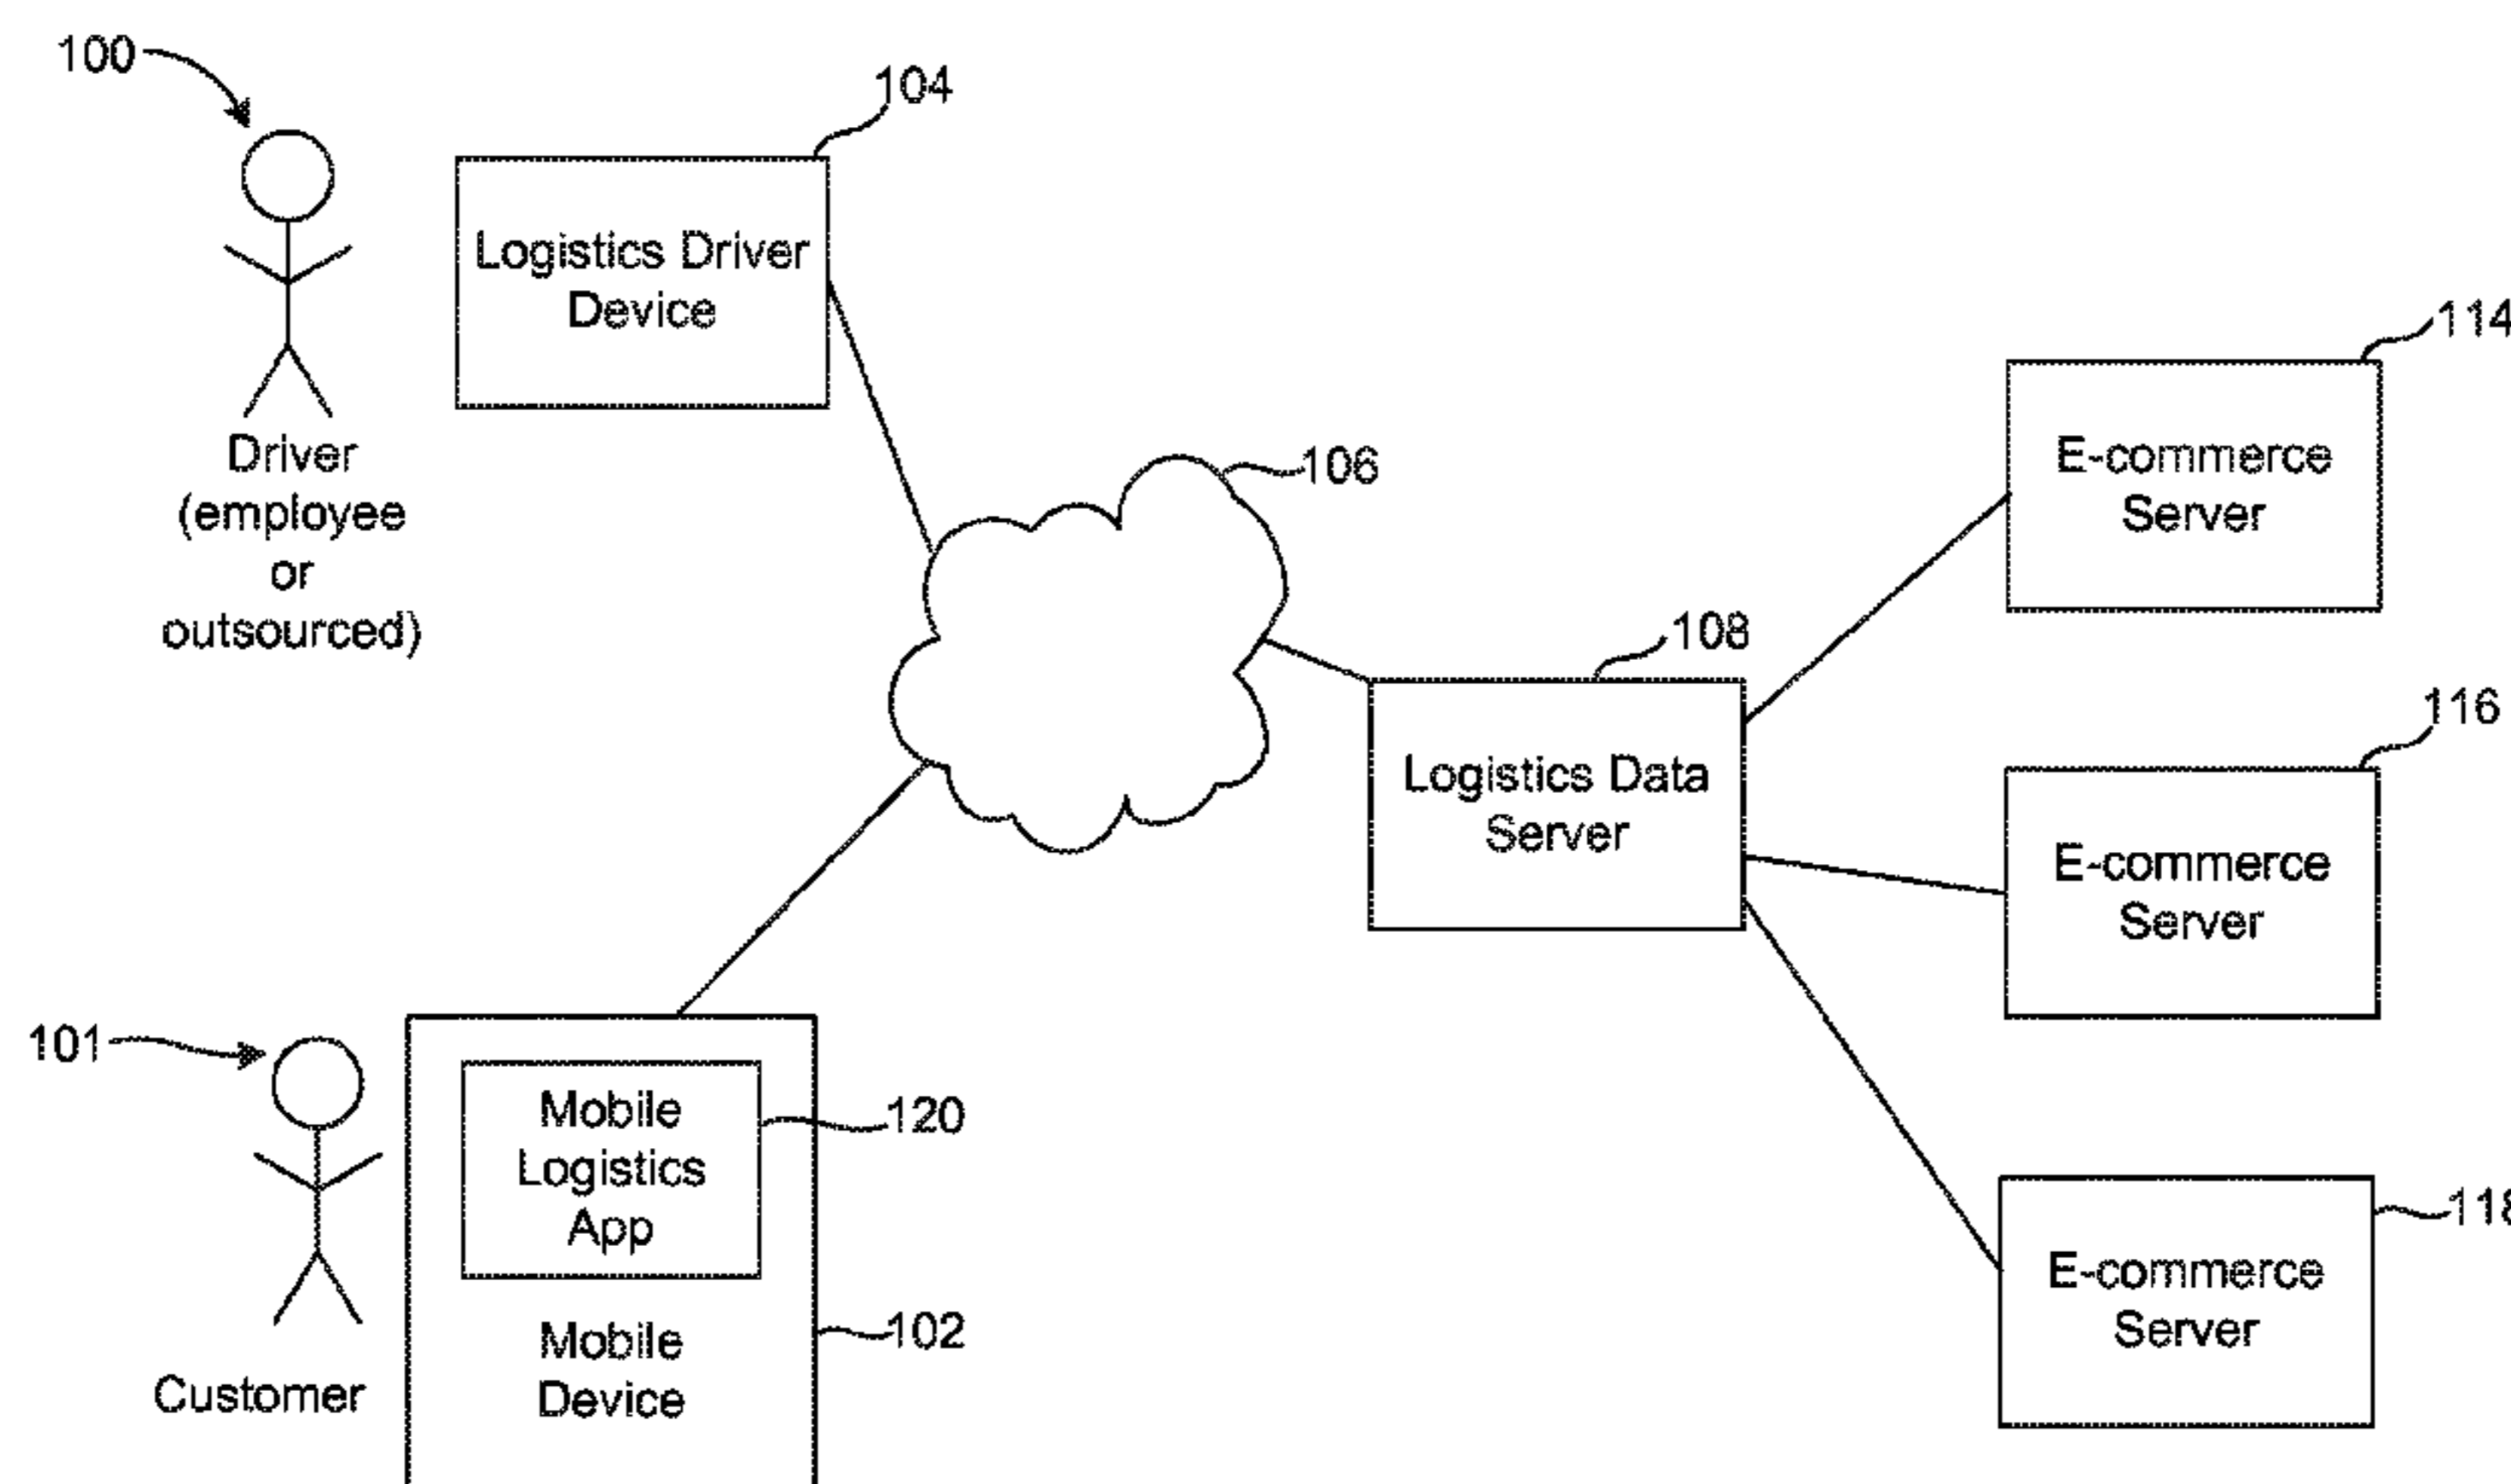 100
104
Logistics Driver
Device
114
Driver
(employee
or
outsourced)
106
E-commerce
Server
108
116
Logistics Data
Server
E-commerce
Server
101
Mobile
Logistics
App
120
118
E-commerce
Server
102
Mobile
Device
Customer